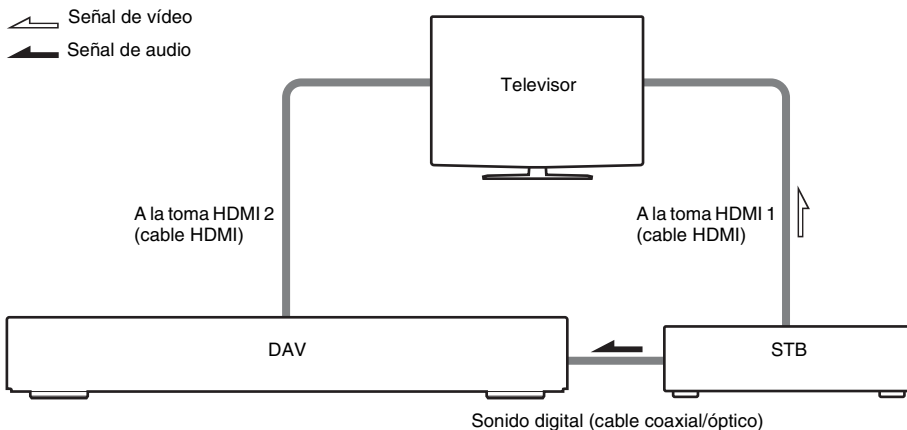 Señal de vídeo
Señal de audio
Televisor
A la toma HDMI 2
(cable HDMI)
A la toma HDMI 1
(cable HDMI)
DAV
STB
Sonido digital (cable coaxial/óptico)